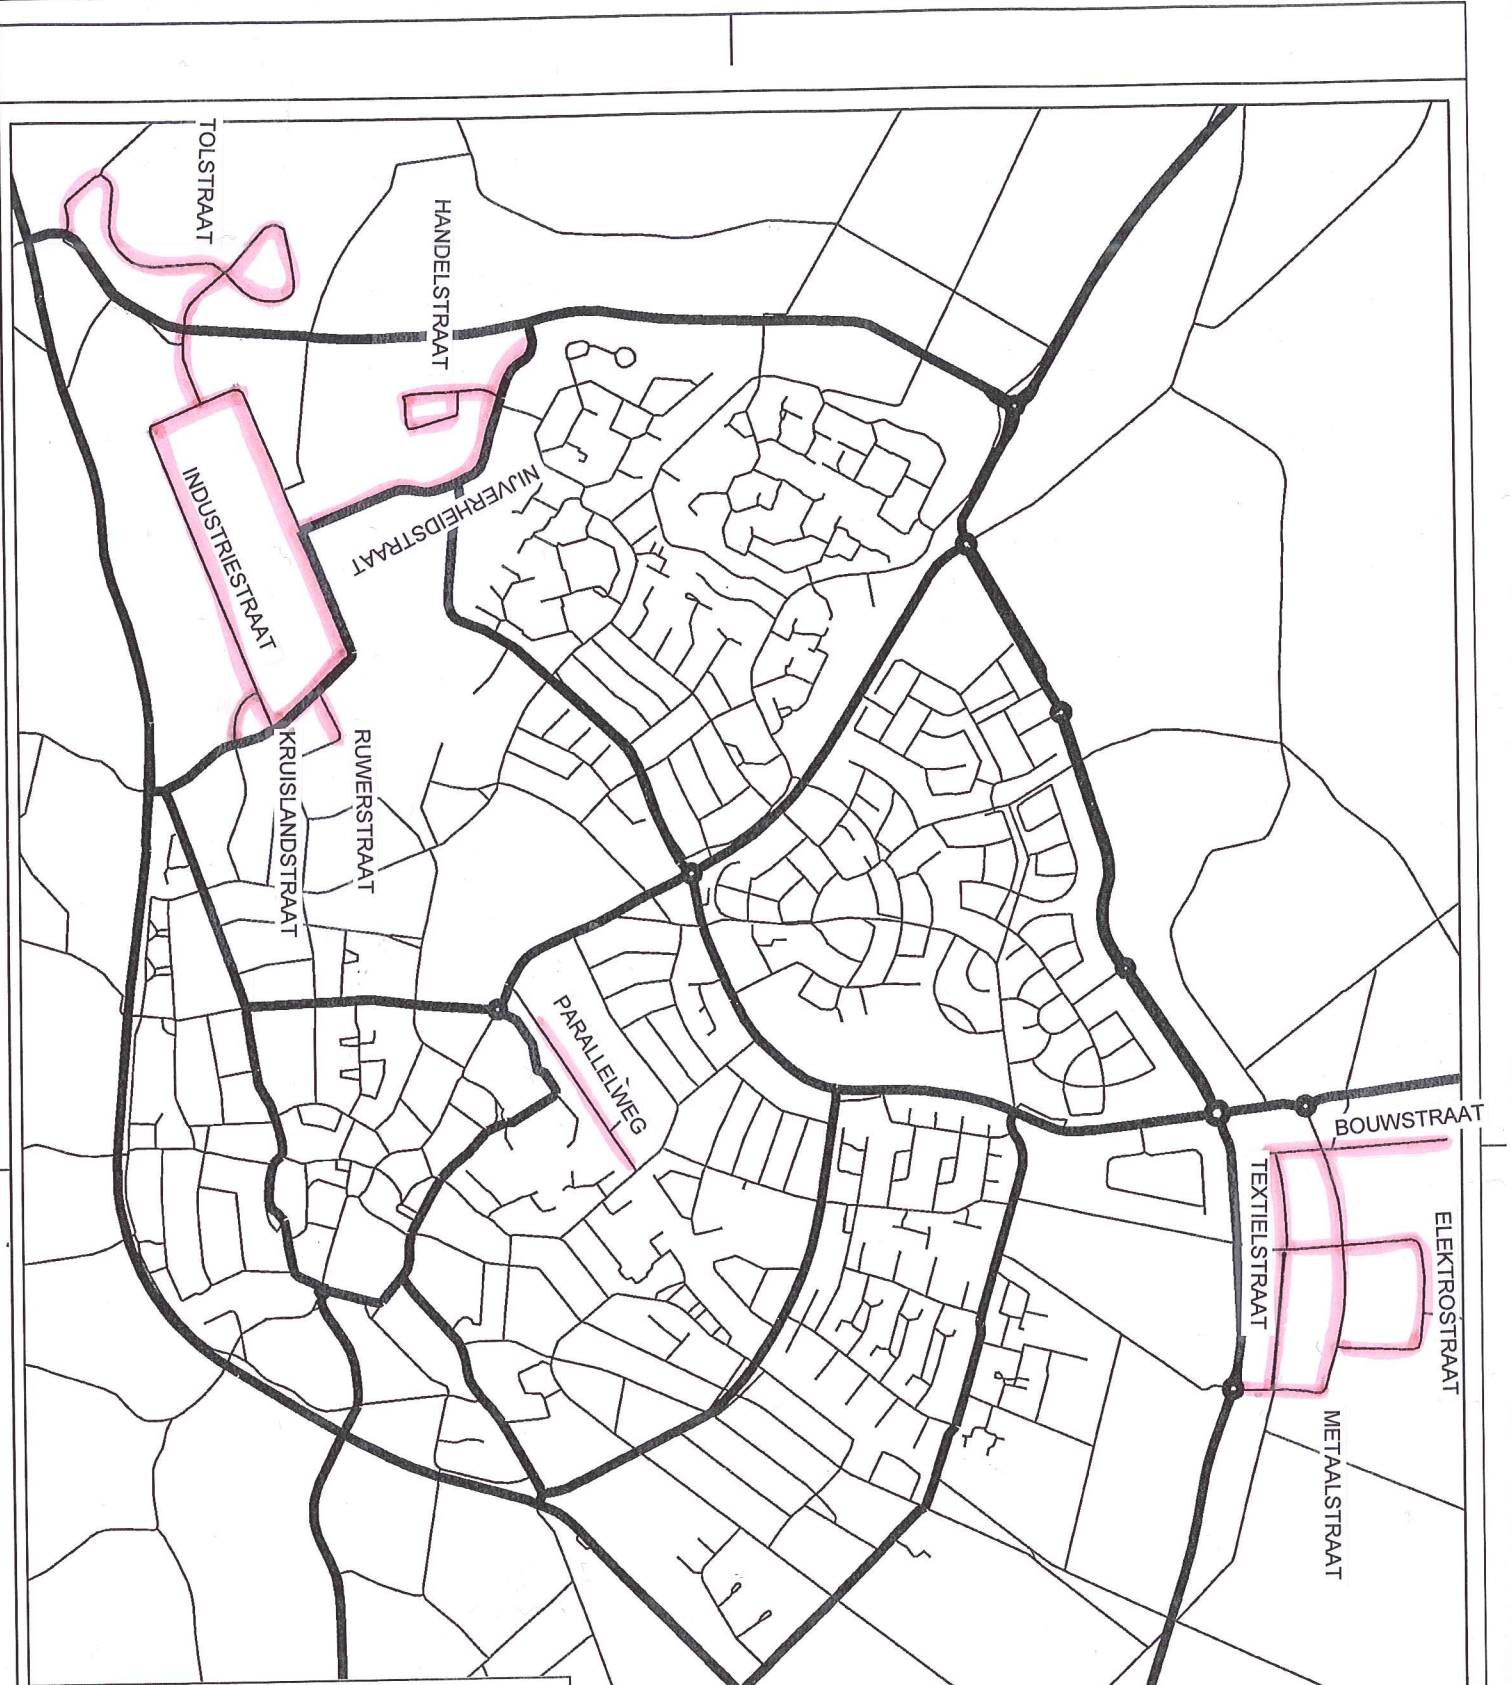 TOLSTRAAT
HANDELSTRAAT
NIJVERHEIDSTRAAT
INDUSTRIESTRAAT
RUWERSTRAAT
KRUISLANDSTRAAT
PARALLELWEG
BOUWSTRAAT
TEXTIELSTRAAT
ELEKTROSTRAAT
METAALSTRAAT